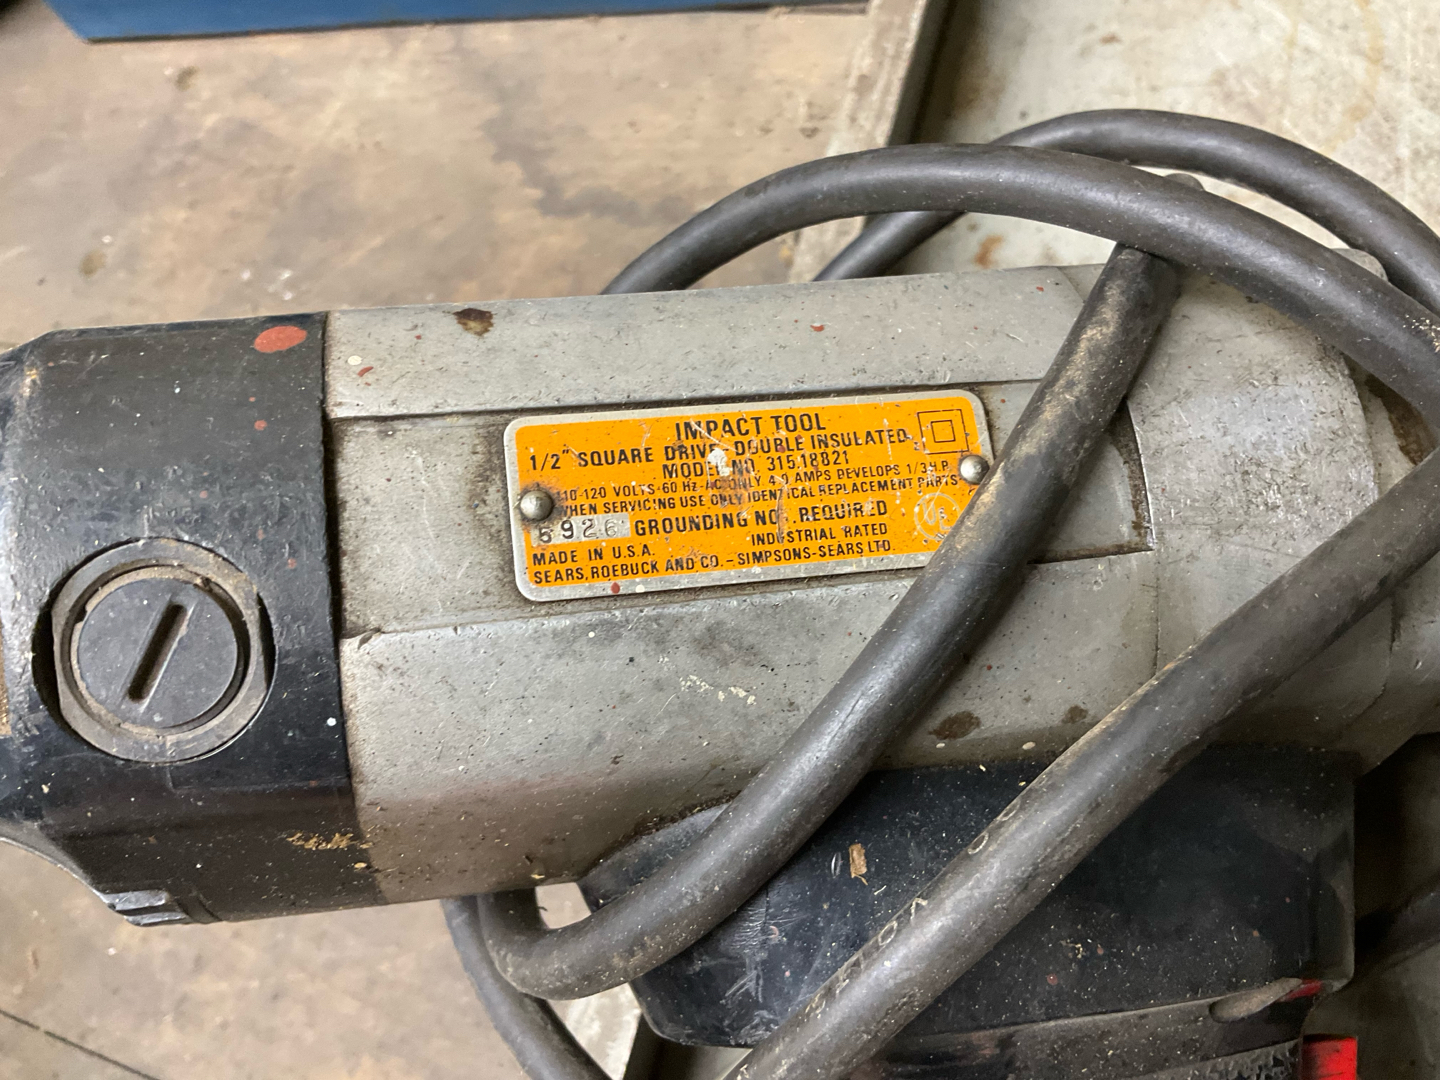 IMPACT TOOL
1/2" SQUARE DRIVE - DOUBLE INSULATED
MODEL NO. 315.18821
110-120 VOLTS 60 Hz-AC ONLY 4.0 AMPS DEVELOPS 1/3 H.P.
WHEN SERVICING USE ONLY IDENTICAL REPLACEMENT PARTS
5926 GROUNDING NOT REQUIRED
MADE IN U.S.A. INDUSTRIAL RATED
SEARS, ROEBUCK AND CO. - SIMPSONS-SEARS LTD.